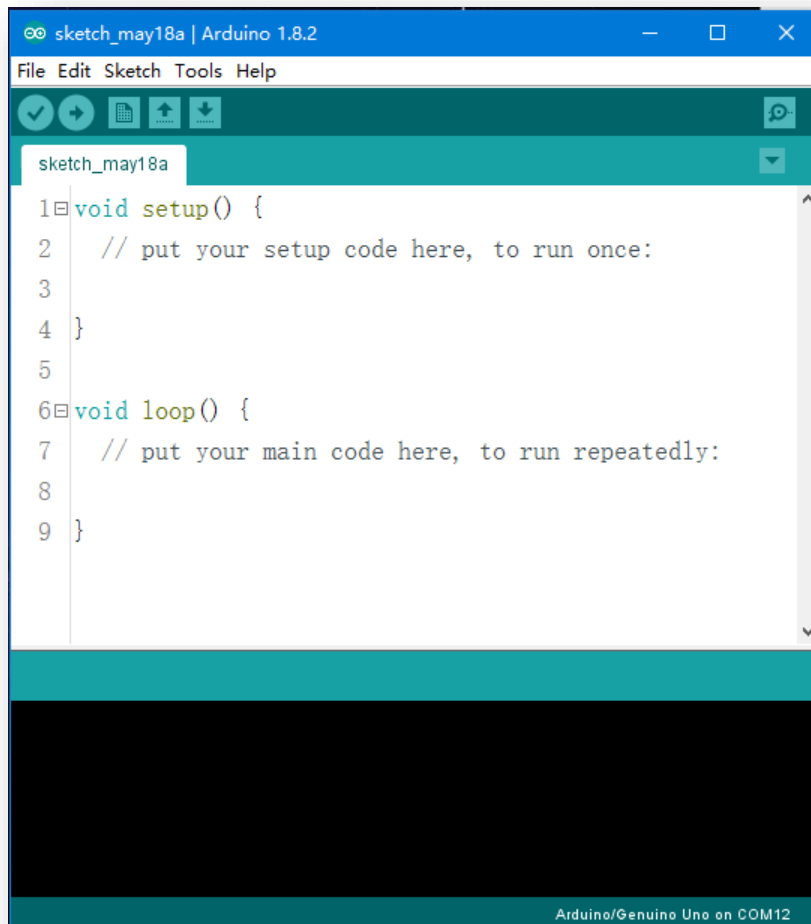 sketch_may18a | Arduino 1.8.2
File Edit Sketch Tools Help
sketch_may18a
1 void setup() {
2 // put your setup code here, to run once:
3
4 }
5
6 void loop() {
7 // put your main code here, to run repeatedly:
8
9 }
Arduino/Genuino Uno on COM12